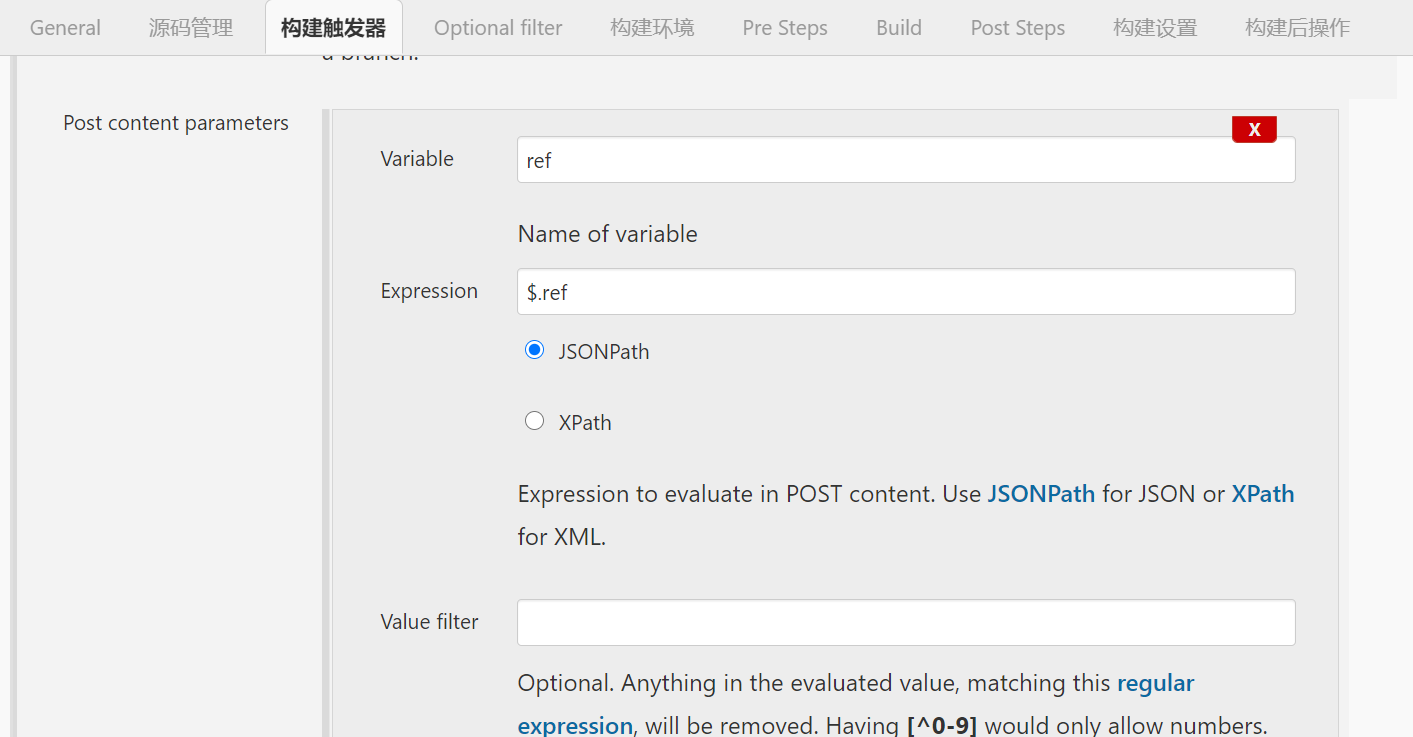 General 源码管理 构建触发器 Optional filter 构建环境 Pre Steps Build Post Steps 构建设置 构建后操作
a branch.
Post content parameters
X
Variable ref
Name of variable
Expression $.ref
JSONPath
XPath
Expression to evaluate in POST content. Use JSONPath for JSON or XPath
for XML.
Value filter
Optional. Anything in the evaluated value, matching this regular
expression, will be removed. Having [^0-9] would only allow numbers.